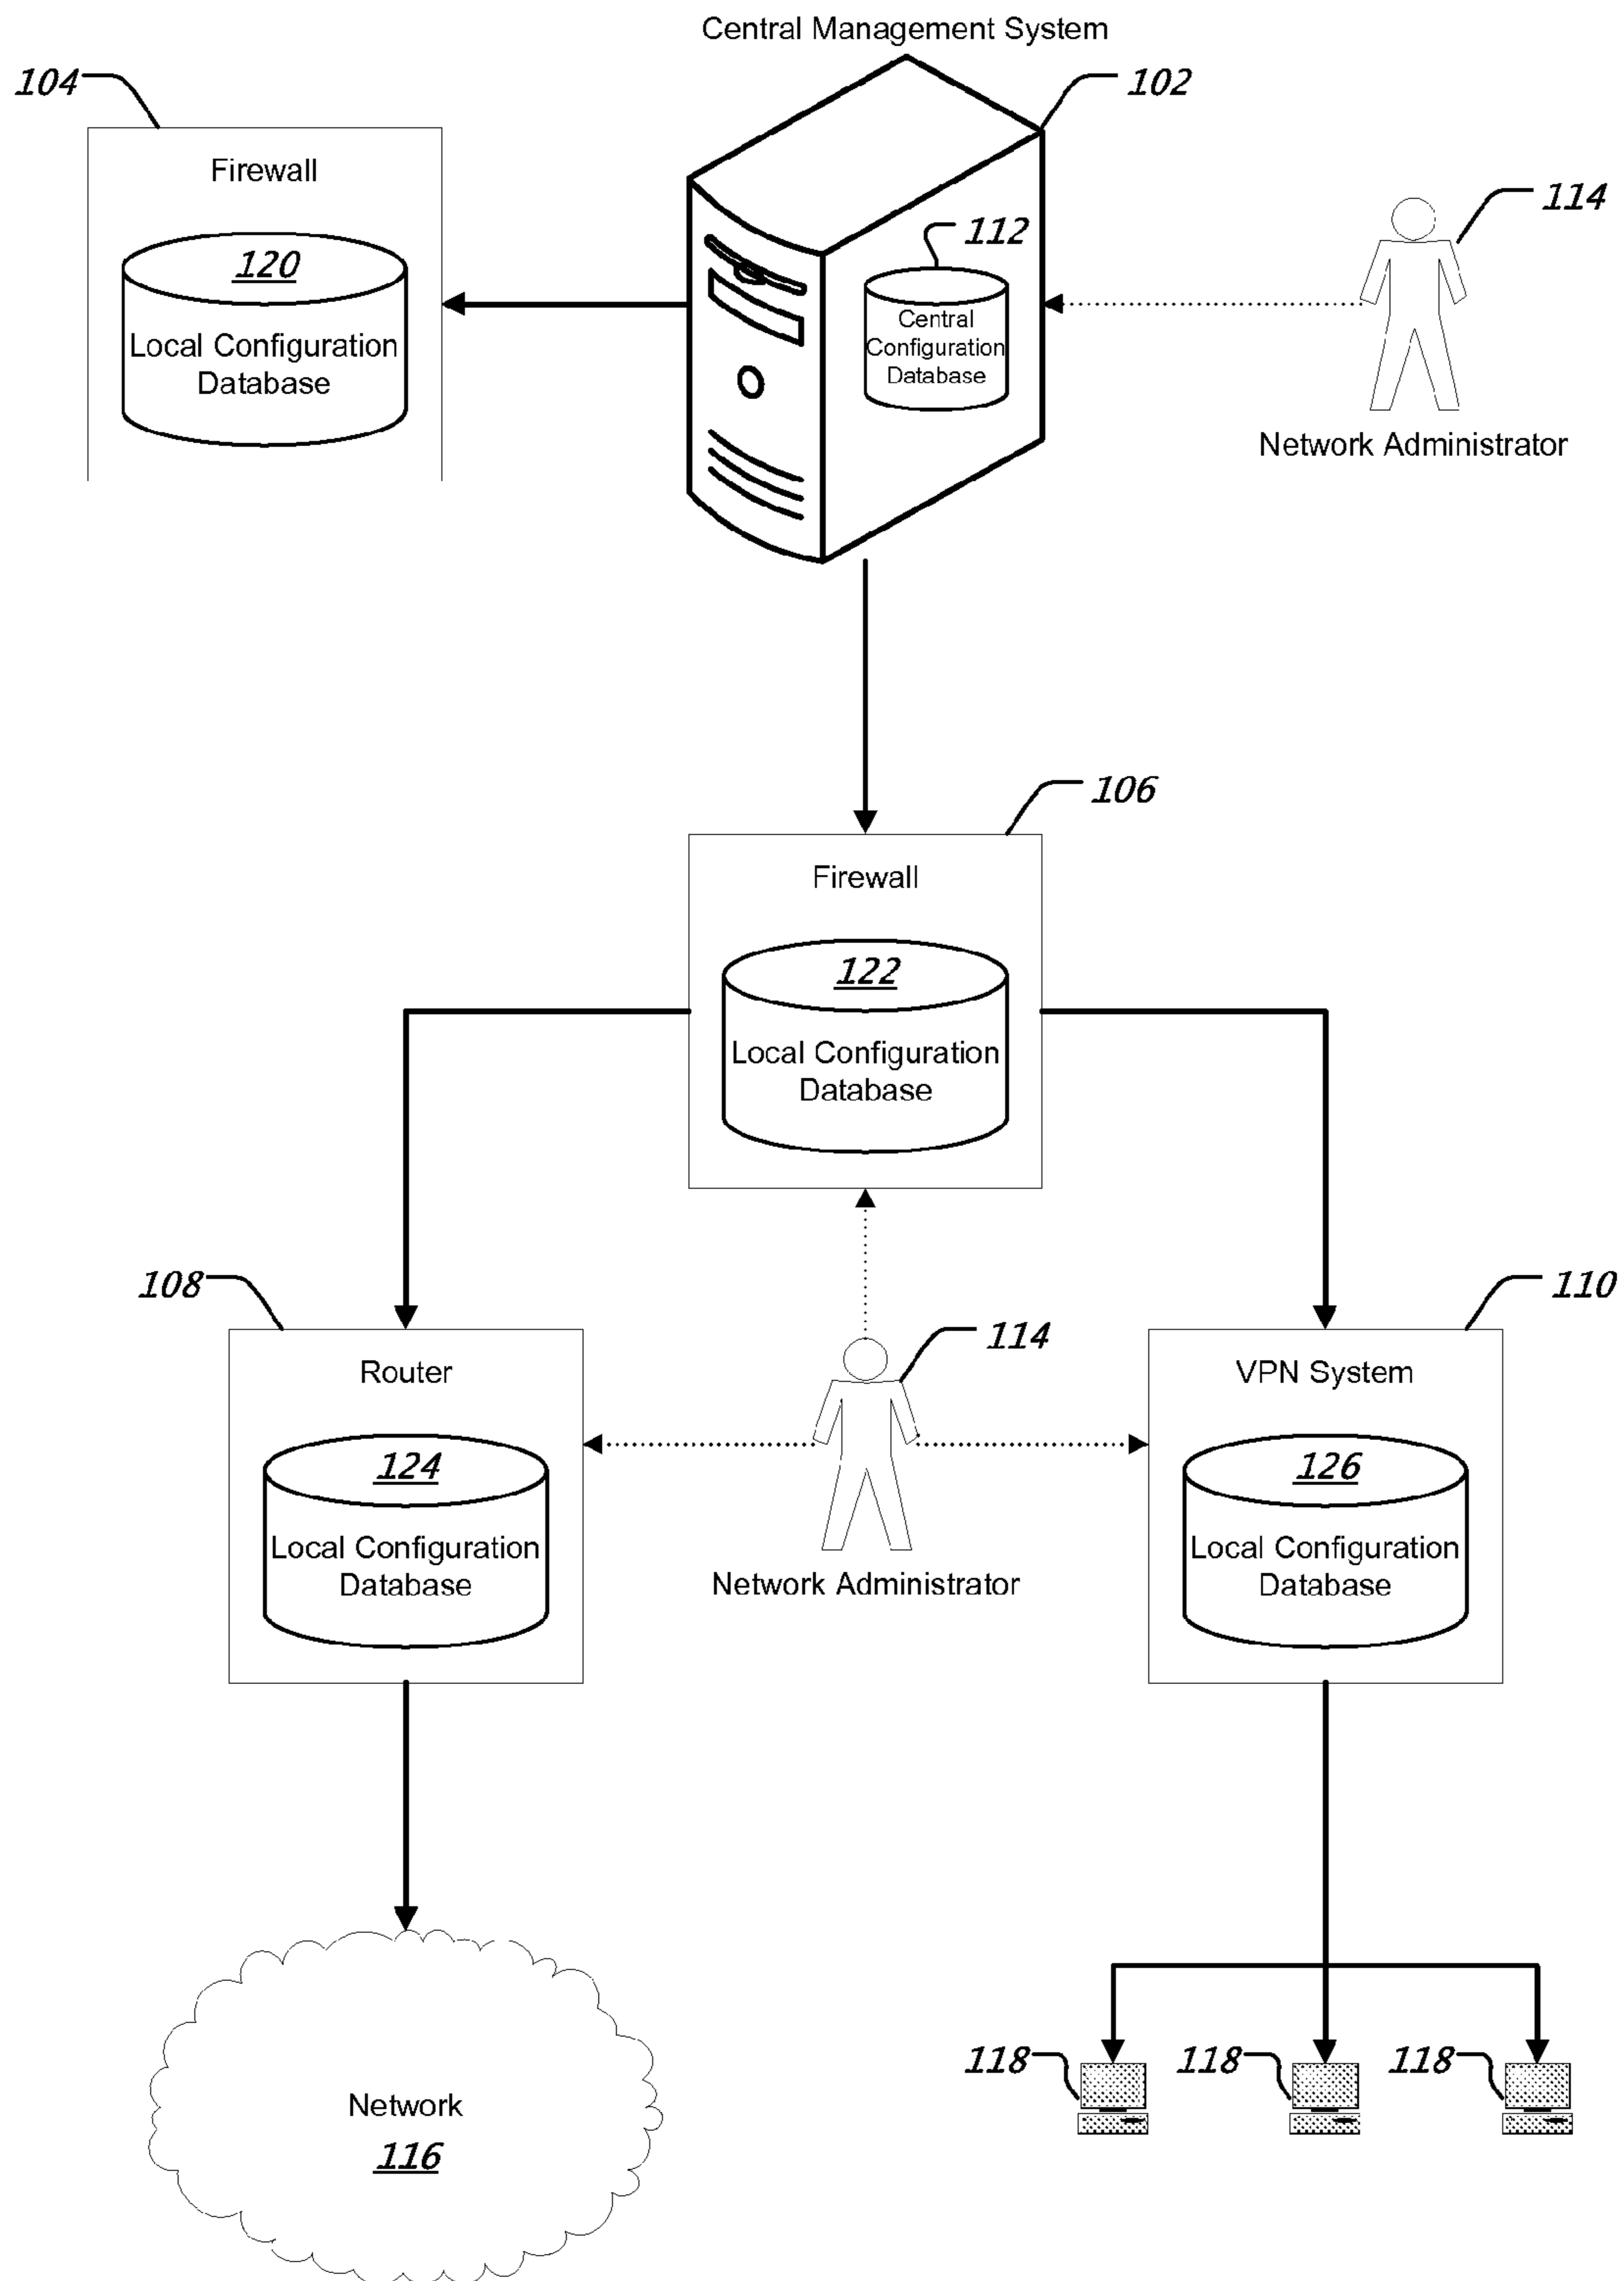 Central Management System
104
102
Firewall
114
112
120
Central
Configuration
Database
Local Configuration
Database
Network Administrator
106
Firewall
122
Local Configuration
Database
108
110
114
Router
VPN System
124
126
Local Configuration
Database
Local Configuration
Database
Network Administrator
118
118
118
Network
116